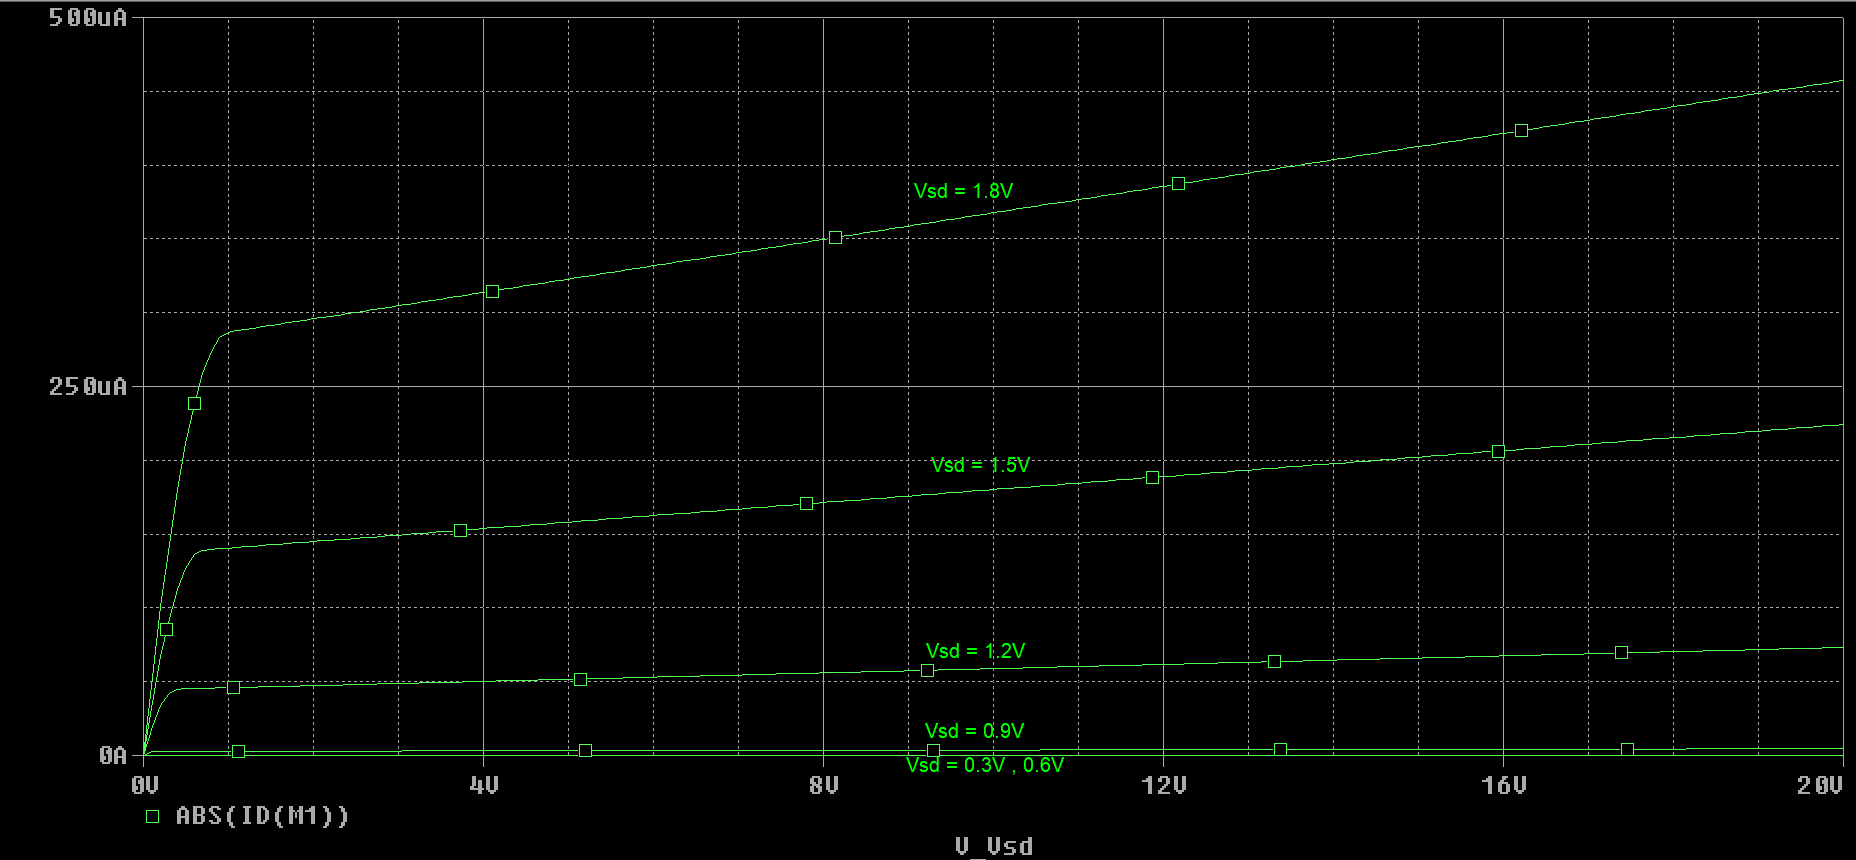 500uA
Vsd = 1.8V
250uA
Vsd = 1.5V
Vsd = 1.2V
Vsd = 0.9V
0A
Vsd = 0.3V , 0.6V
0V 4V 8V 12V 16V 20V
ABS(ID(M1))
V_Vsd